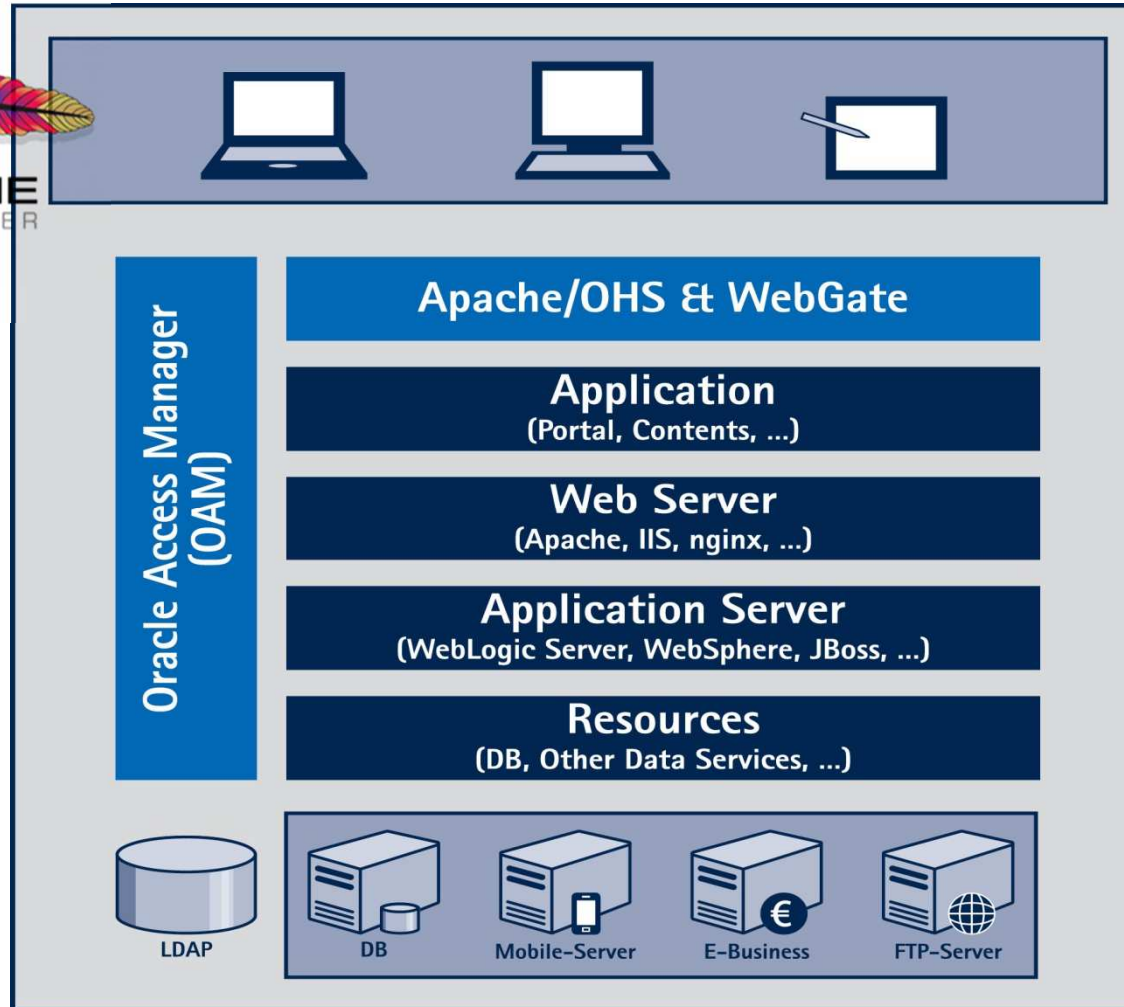 Apache/OHS & WebGate
Oracle Access Manager
(OAM)
Application
(Portal, Contents, ...)
Web Server
(Apache, IIS, nginx, ...)
Application Server
(WebLogic Server, WebSphere, JBoss, ...)
Resources
(DB, Other Data Services, ...)
LDAP
DB
Mobile-Server
E-Business
€
FTP-Server